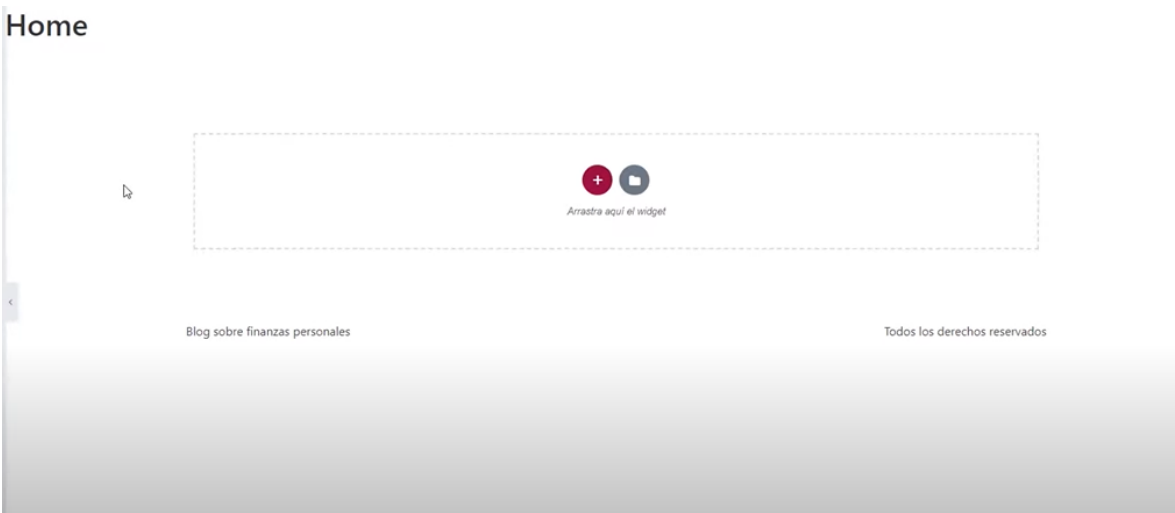 Home
Arrastra aquí el widget
Blog sobre finanzas personales
Todos los derechos reservados